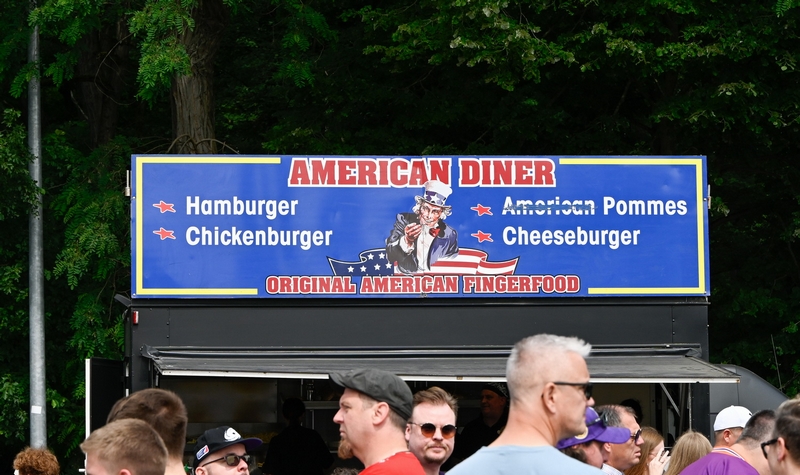 AMERICAN DINER
Hamburger
Chickenburger
American Pommes
Cheeseburger
ORIGINAL AMERICAN FINGERFOOD